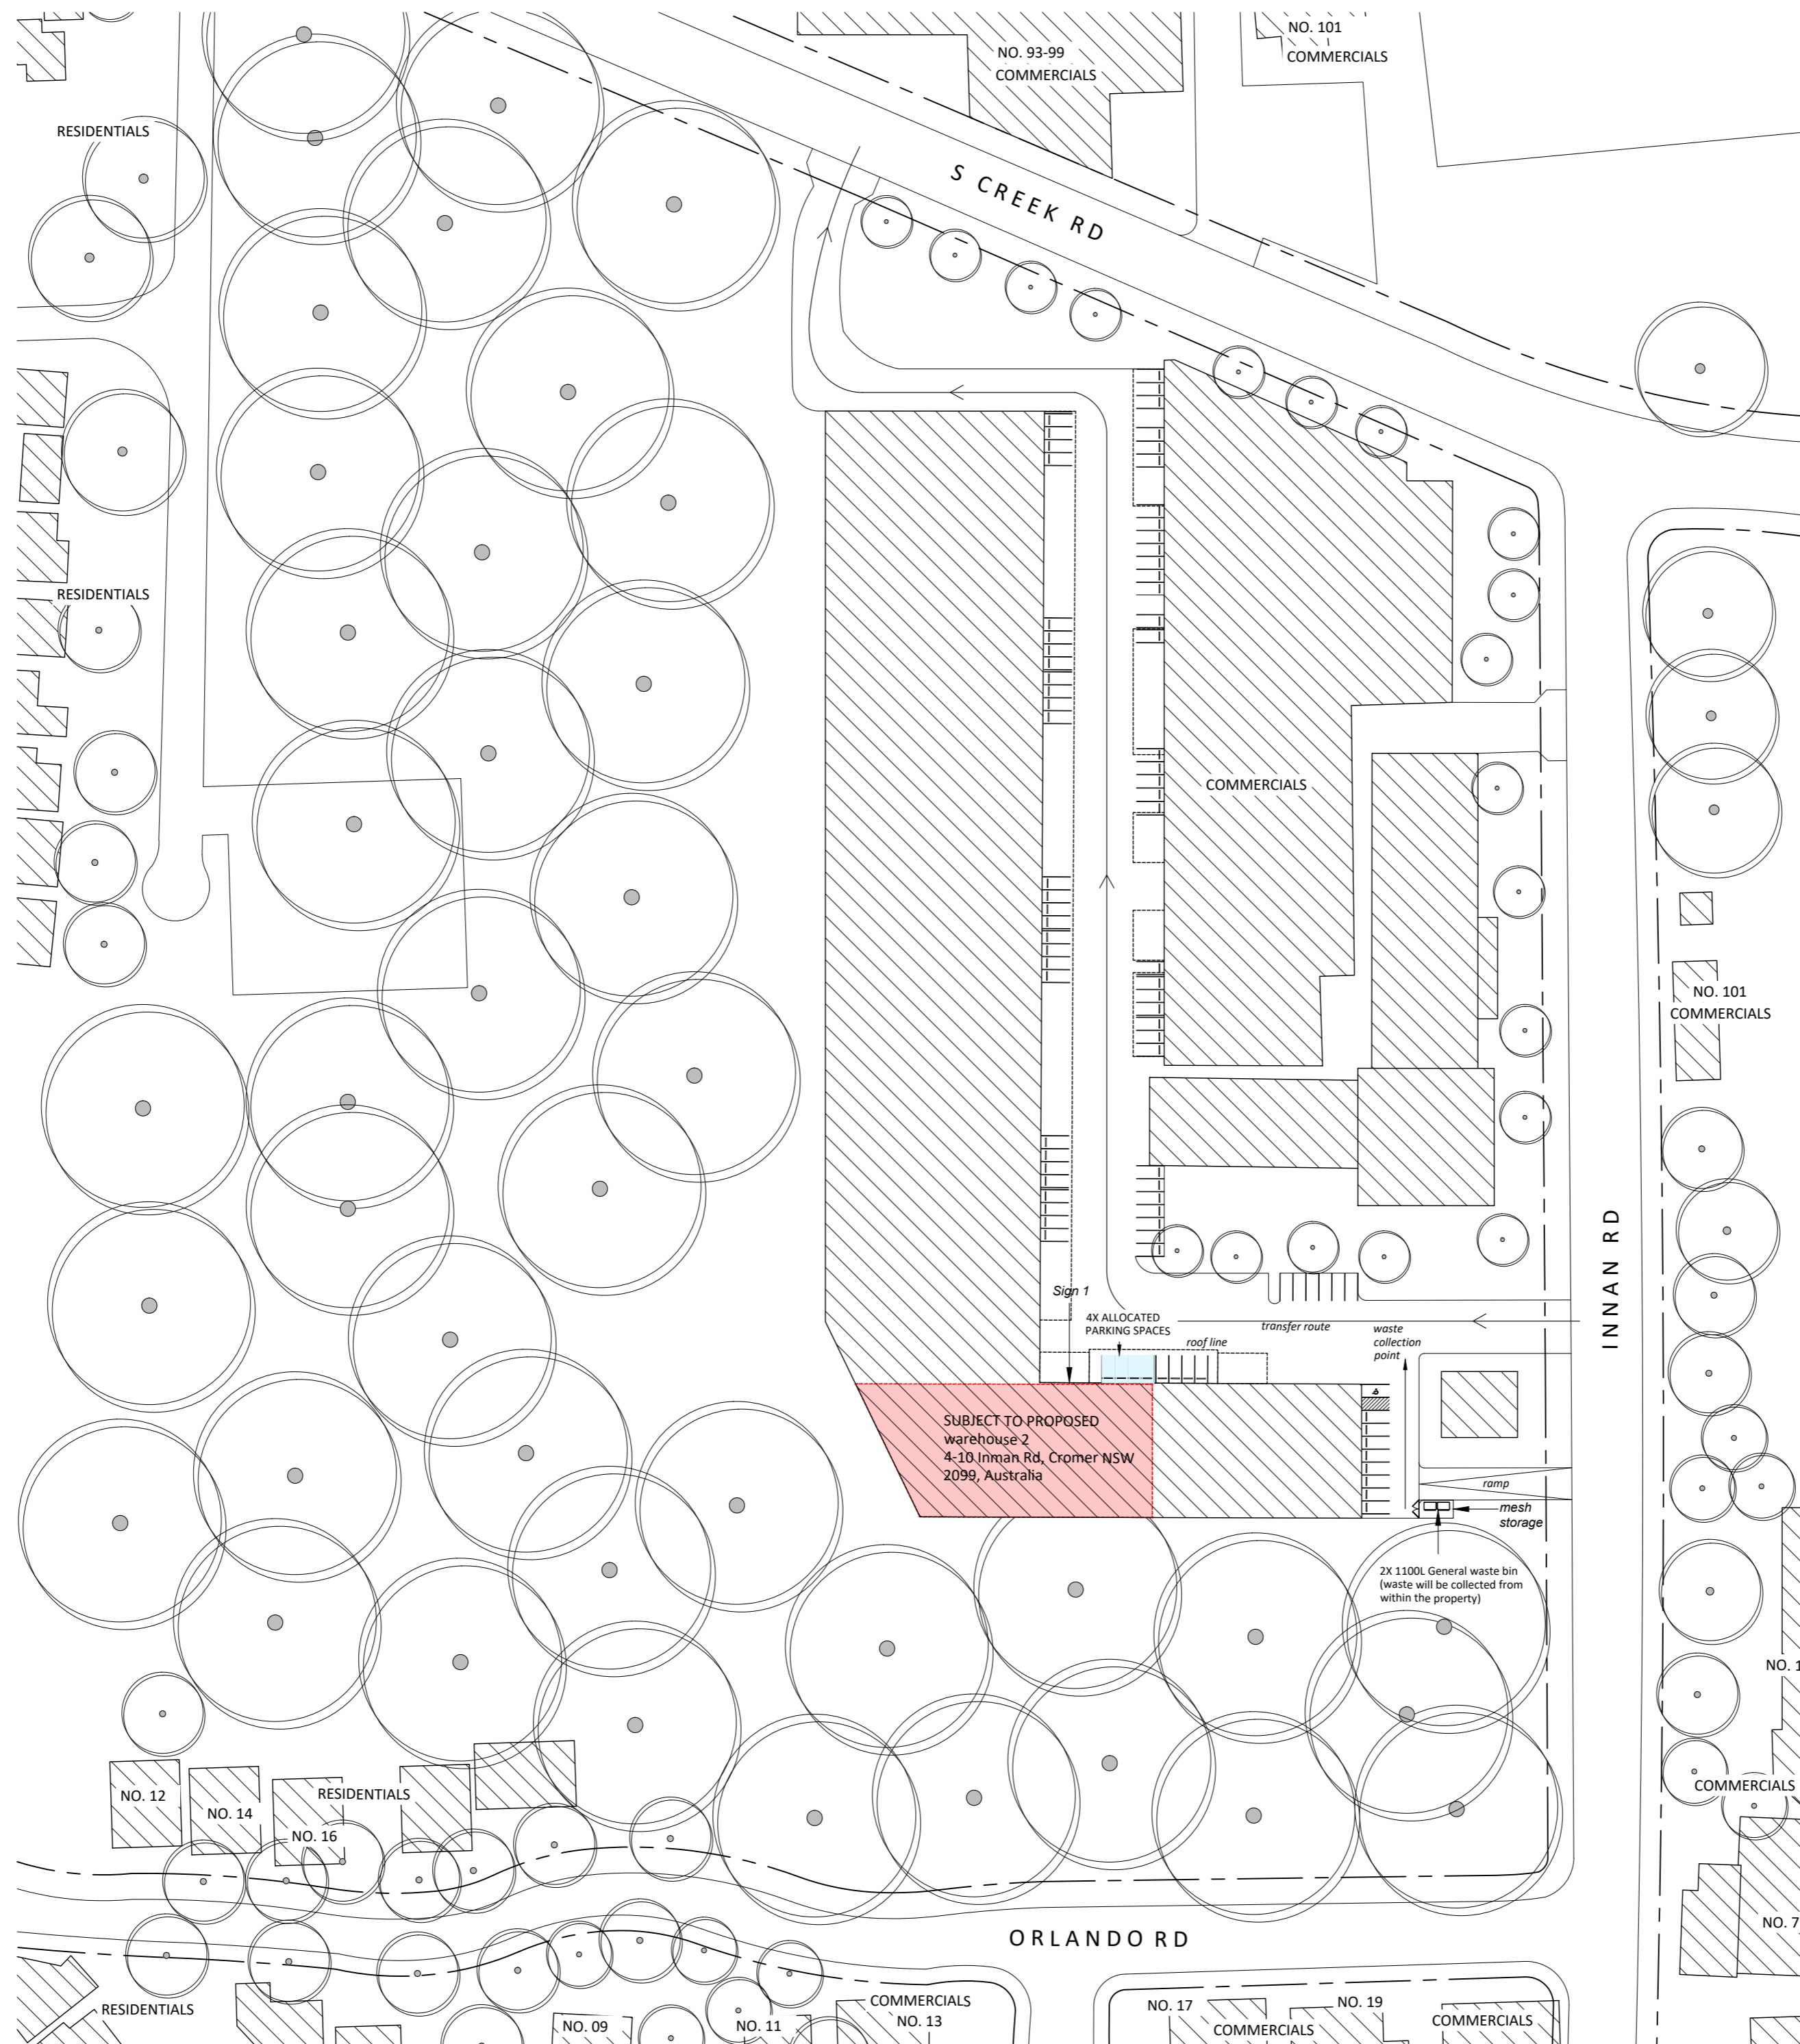 NO. 101
COMMERCIALS
NO. 93-99
COMMERCIALS
RESIDENTIALS
S CREEK RD
RESIDENTIALS
COMMERCIALS
NO. 101
COMMERCIALS
INNAN RD
Sign 1
4X ALLOCATED
PARKING SPACES
transfer route
roof line
waste
collection
point
SUBJECT TO PROPOSED
warehouse 2
4-10 Inman Rd, Cromer NSW
2099, Australia
ramp
mesh
storage
2X 1100L General waste bin
(waste will be collected from
within the property)
NO. 1
COMMERCIALS
NO. 12
NO. 14
RESIDENTIALS
NO. 16
NO. 7
ORLANDO RD
RESIDENTIALS
NO. 09
NO. 11
COMMERCIALS
NO. 13
NO. 17
COMMERCIALS
NO. 19
COMMERCIALS